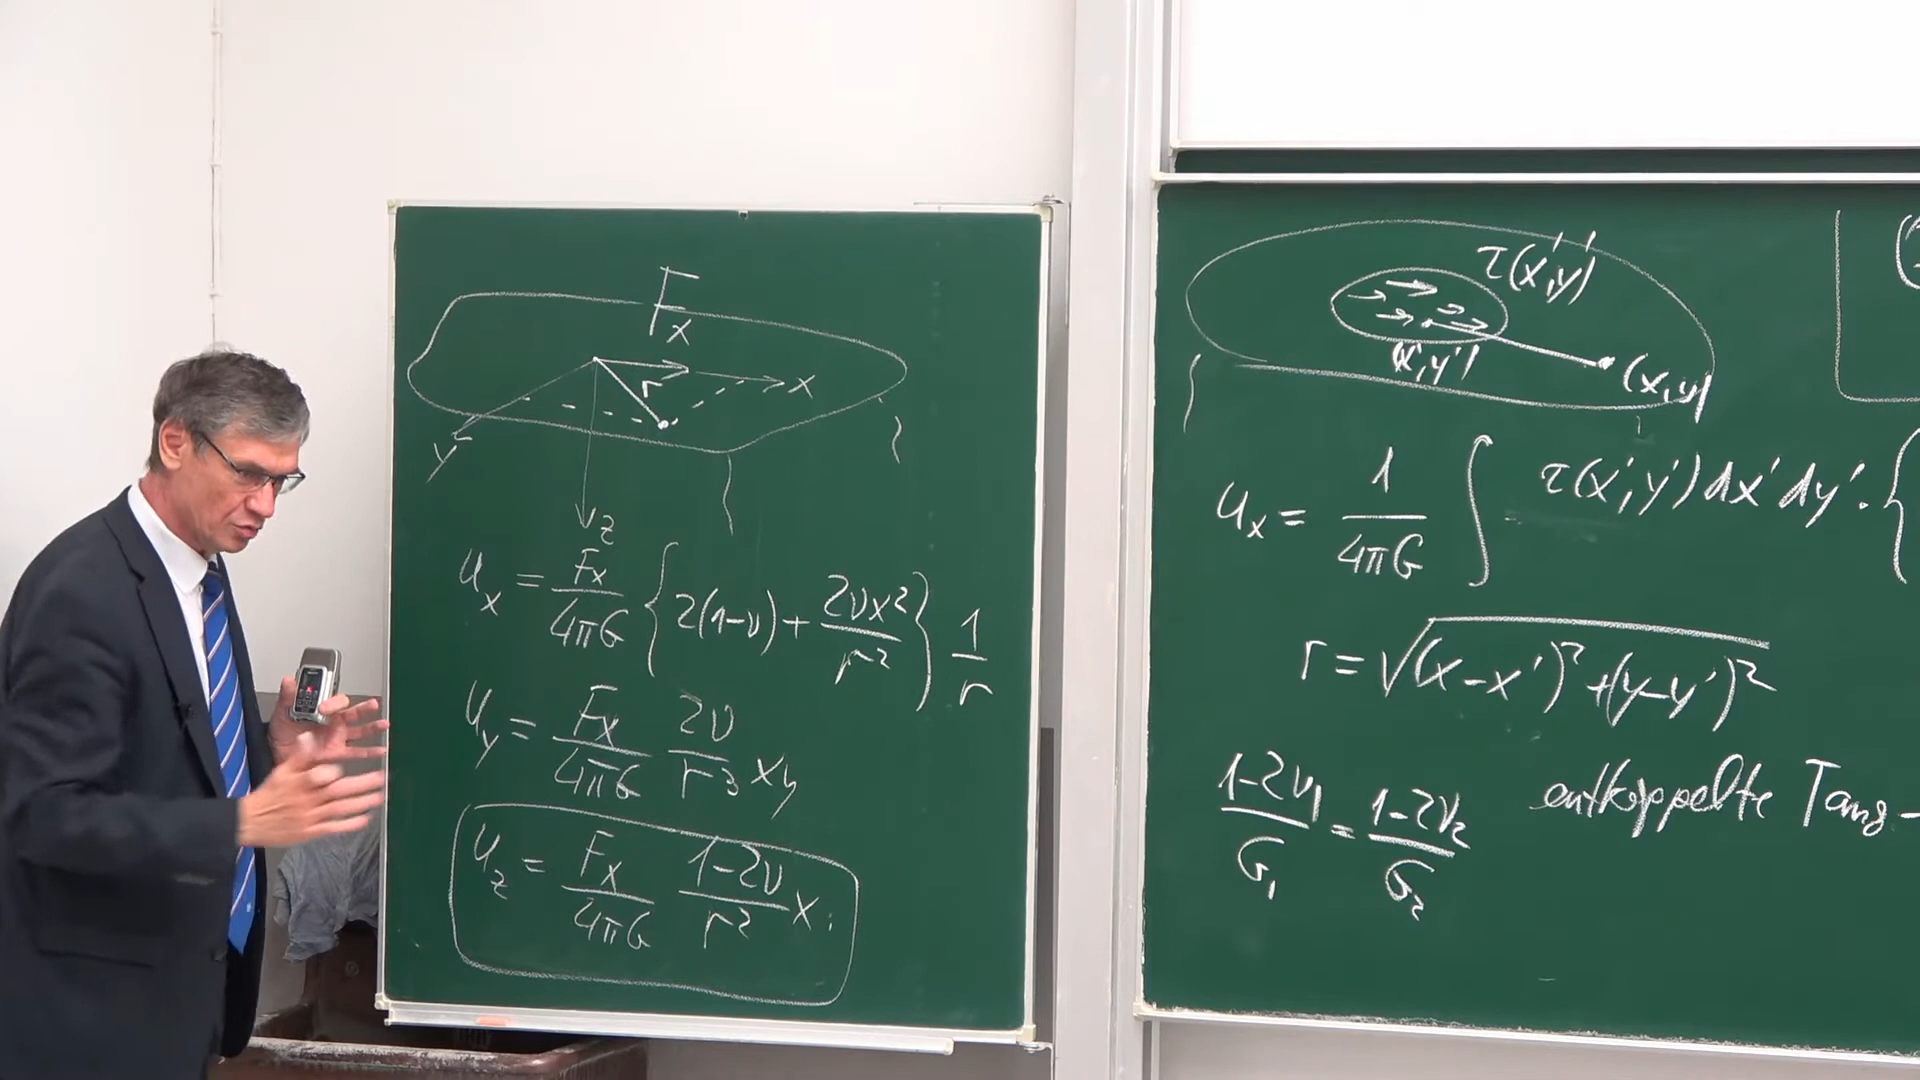 F_x
r
x
y
z
u_x = F_x/4πG {2(1-ν) + 2νx²/r²} 1/r
u_y = F_x/4πG 2ν/r³ xy
u_z = F_x/4πG 1-2ν/r² x;
τ(x',y')
(x',y')
(x,y)
u_x = 1/4πG ∫ τ(x',y')dx'dy'·{
r = √(x-x')²+(y-y')²
1-2ν₁/G₁ = 1-2ν₂/G₂ entkoppelte Tang-